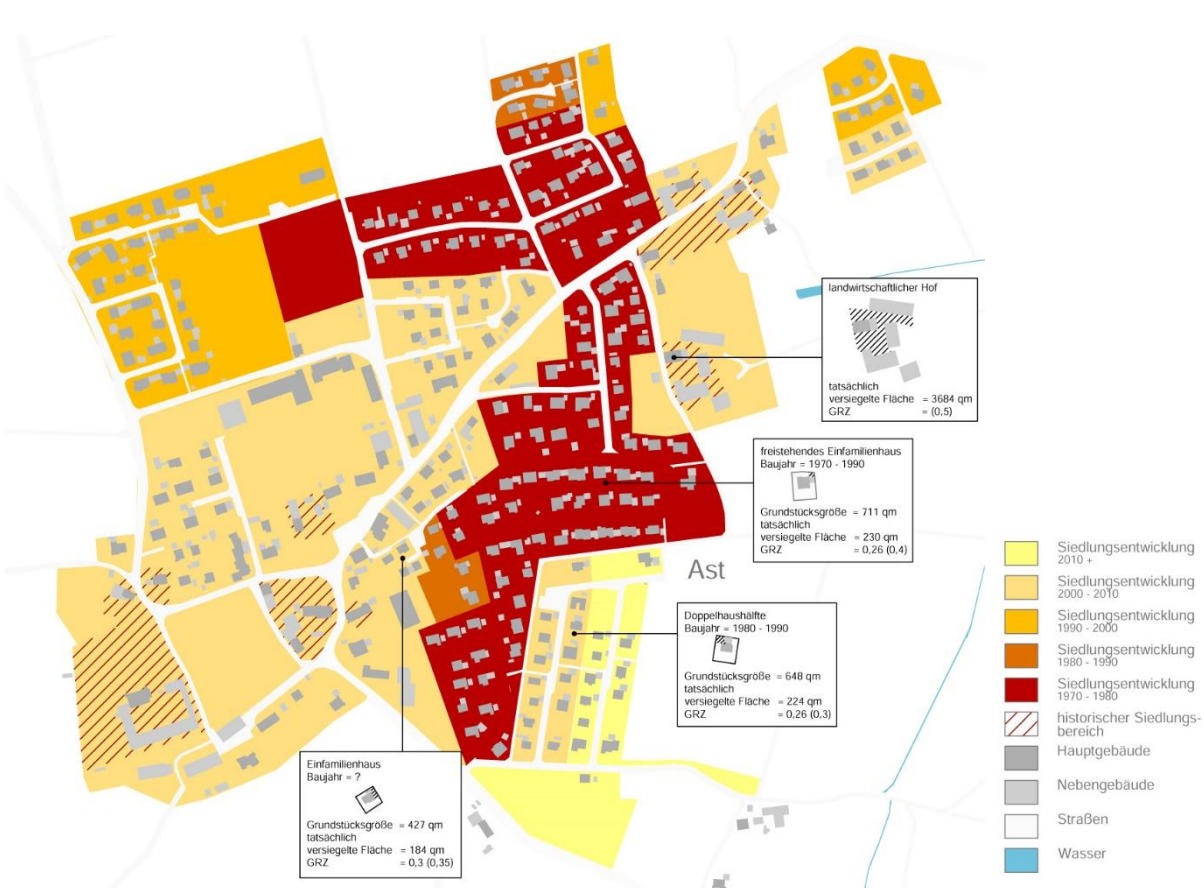 landwirtschaftlicher Hof
tatsächlich
versiegelte Fläche = 3684 qm
GRZ = (0,5)
freistehendes Einfamilienhaus
Baujahr = 1970 - 1990
Grundstücksgröße = 711 qm
tatsächlich
versiegelte Fläche = 230 qm
GRZ = 0,26 (0,4)
Ast
Doppelhaushälfte
Baujahr = 1980 - 1990
Grundstücksgröße = 648 qm
tatsächlich
versiegelte Fläche = 224 qm
GRZ = 0,26 (0,3)
Einfamilienhaus
Baujahr = ?
Grundstücksgröße = 427 qm
tatsächlich
versiegelte Fläche = 184 qm
GRZ = 0,3 (0,35)
Siedlungsentwicklung
2010 +
Siedlungsentwicklung
2000 - 2010
Siedlungsentwicklung
1990 - 2000
Siedlungsentwicklung
1980 - 1990
Siedlungsentwicklung
1970 - 1980
historischer Siedlungs-
bereich
Hauptgebäude
Nebengebäude
Straßen
Wasser